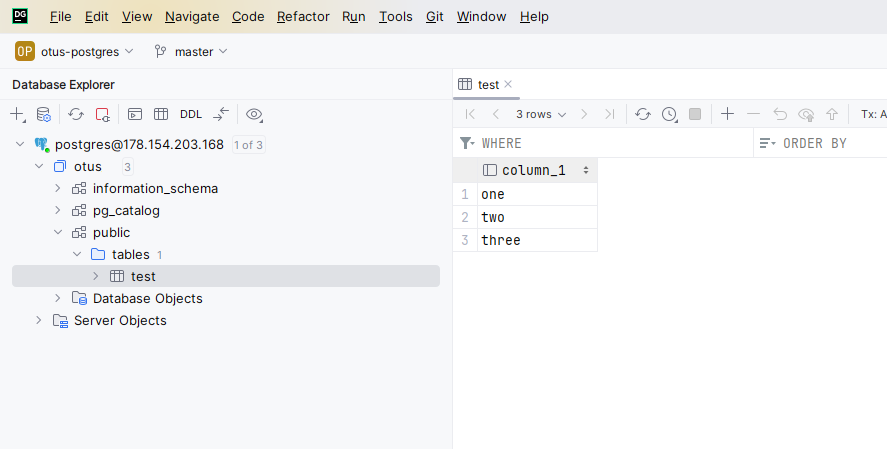 DG File Edit View Navigate Code Refactor Run Tools Git Window Help
OP otus-postgres master
Database Explorer
DDL
postgres@178.154.203.168 1 of 3
otus 3
information_schema
pg_catalog
public
tables 1
test
Database Objects
Server Objects
test
3 rows Tx: A
WHERE ORDER BY
column_1
1 one
2 two
3 three